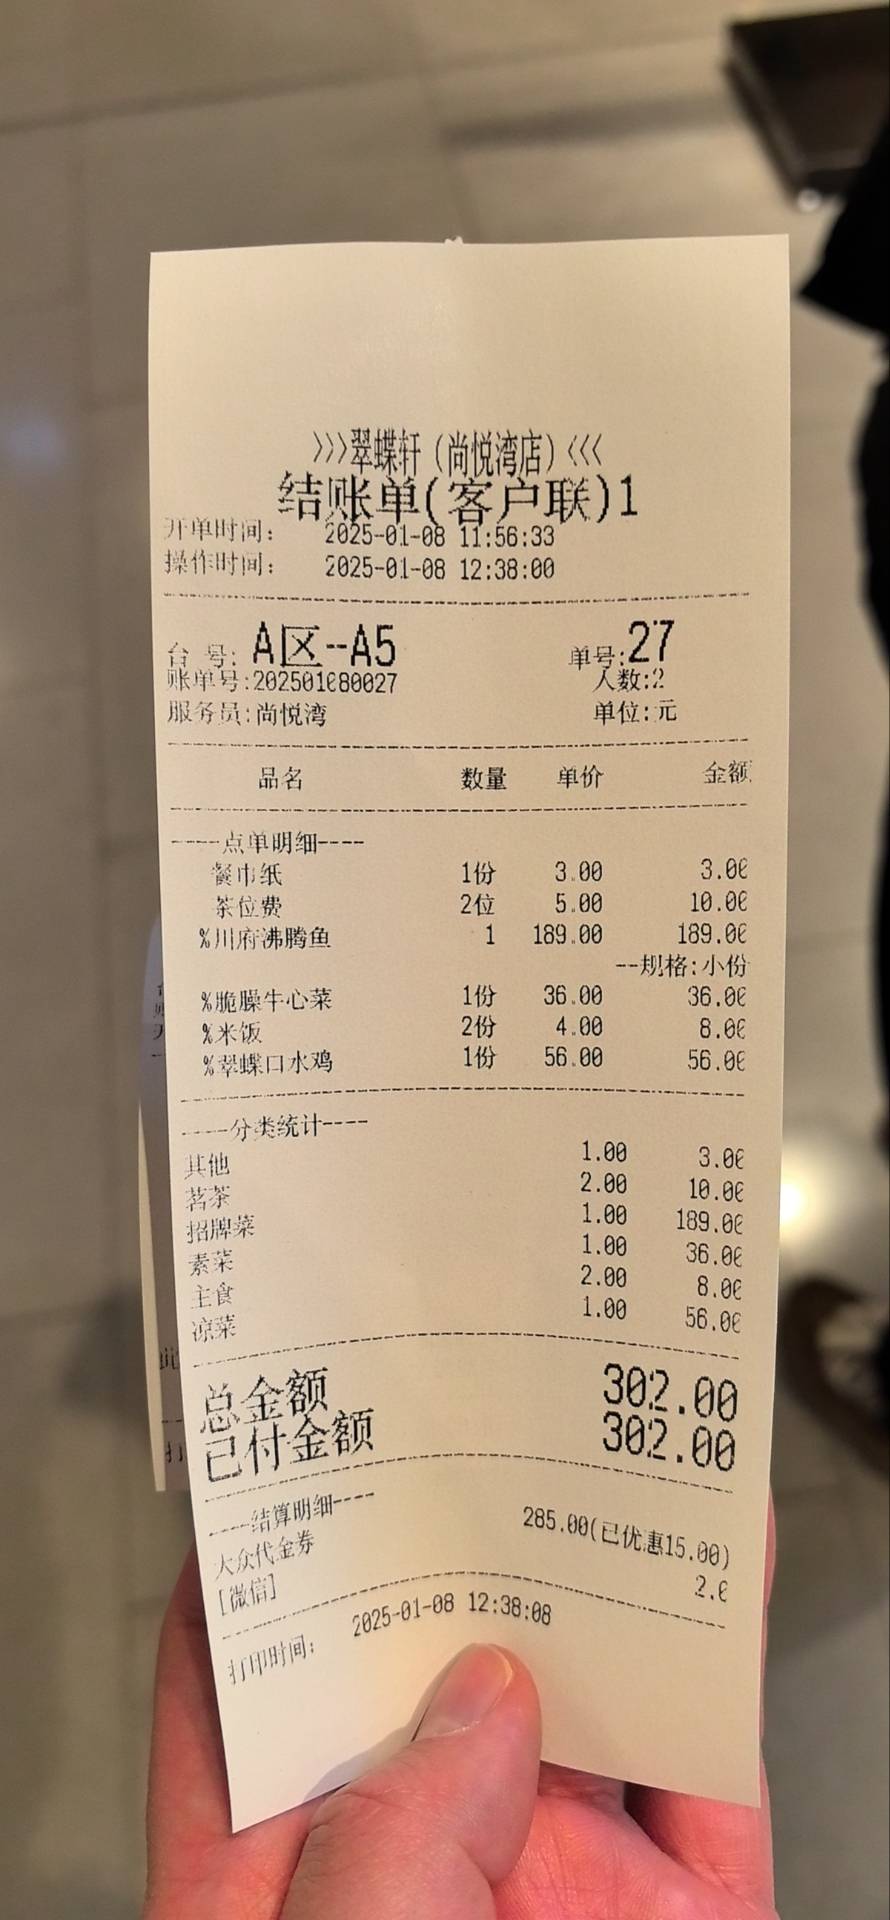 >>>翠蝶轩（尚悦湾店）<<<
结账单(客户联)1
开单时间: 2025-01-08 11:56:33
操作时间: 2025-01-08 12:38:00
台 号: A区--A5 单号:27
账单号:202501080027 人数:2
服务员:尚悦湾 单位:元
品名 数量 单价 金额
----点单明细----
餐巾纸 1份 3.00 3.00
茶位费 2位 5.00 10.00
%川府沸腾鱼 1 189.00 189.00
--规格:小份
%脆臊牛心菜 1份 36.00 36.00
%米饭 2份 4.00 8.00
%翠蝶口水鸡 1份 56.00 56.00
----分类统计----
其他 1.00 3.00
茗茶 2.00 10.00
招牌菜 1.00 189.00
素菜 1.00 36.00
主食 2.00 8.00
凉菜 1.00 56.00
总金额 302.00
已付金额 302.00
----结算明细----
大众代金券 285.00(已优惠15.00)
[微信] 2.0
打印时间: 2025-01-08 12:38:08